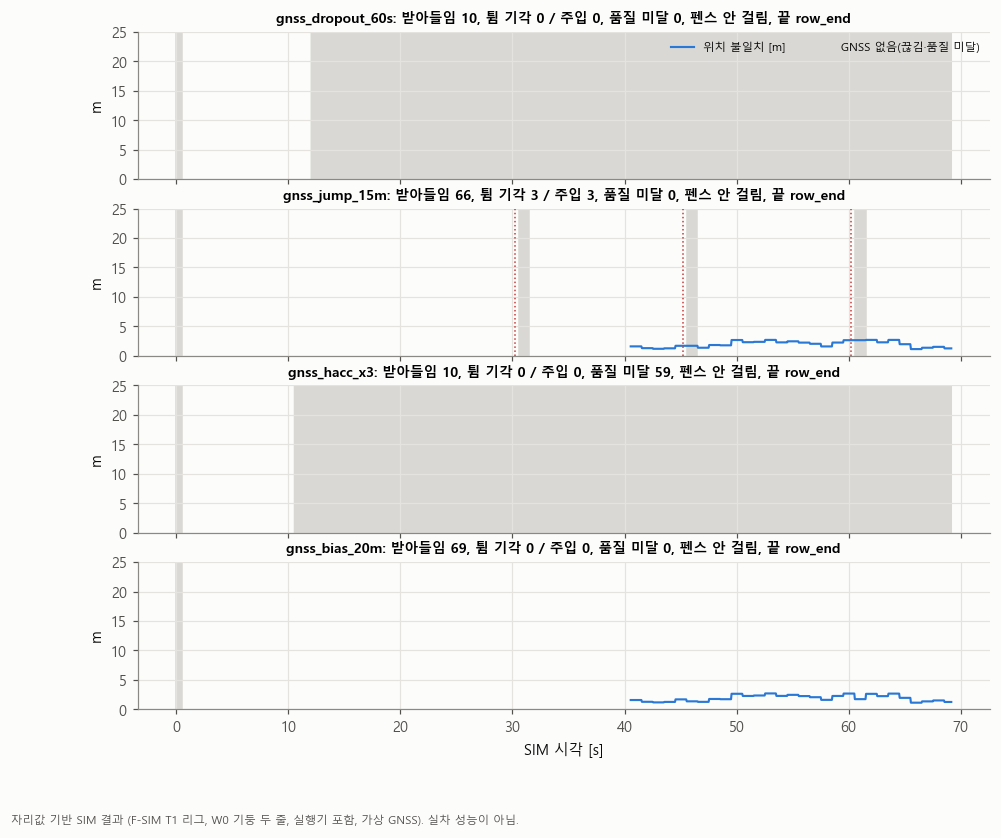 gnss_dropout_60s: 받아들임 10, 튐 기각 0 / 주입 0, 품질 미달 0, 펜스 안 걸림, 끝 row_end
위치 불일치 [m]
GNSS 없음(끊김·품질 미달)
25
20
15
10
5
0
m
gnss_jump_15m: 받아들임 66, 튐 기각 3 / 주입 3, 품질 미달 0, 펜스 안 걸림, 끝 row_end
25
20
15
10
5
0
m
gnss_hacc_x3: 받아들임 10, 튐 기각 0 / 주입 0, 품질 미달 59, 펜스 안 걸림, 끝 row_end
25
20
15
10
5
0
m
gnss_bias_20m: 받아들임 69, 튐 기각 0 / 주입 0, 품질 미달 0, 펜스 안 걸림, 끝 row_end
25
20
15
10
5
0
m
0 10 20 30 40 50 60 70
SIM 시각 [s]
자리값 기반 SIM 결과 (F-SIM T1 리그, W0 기둥 두 줄, 실행기 포함, 가상 GNSS). 실차 성능이 아님.